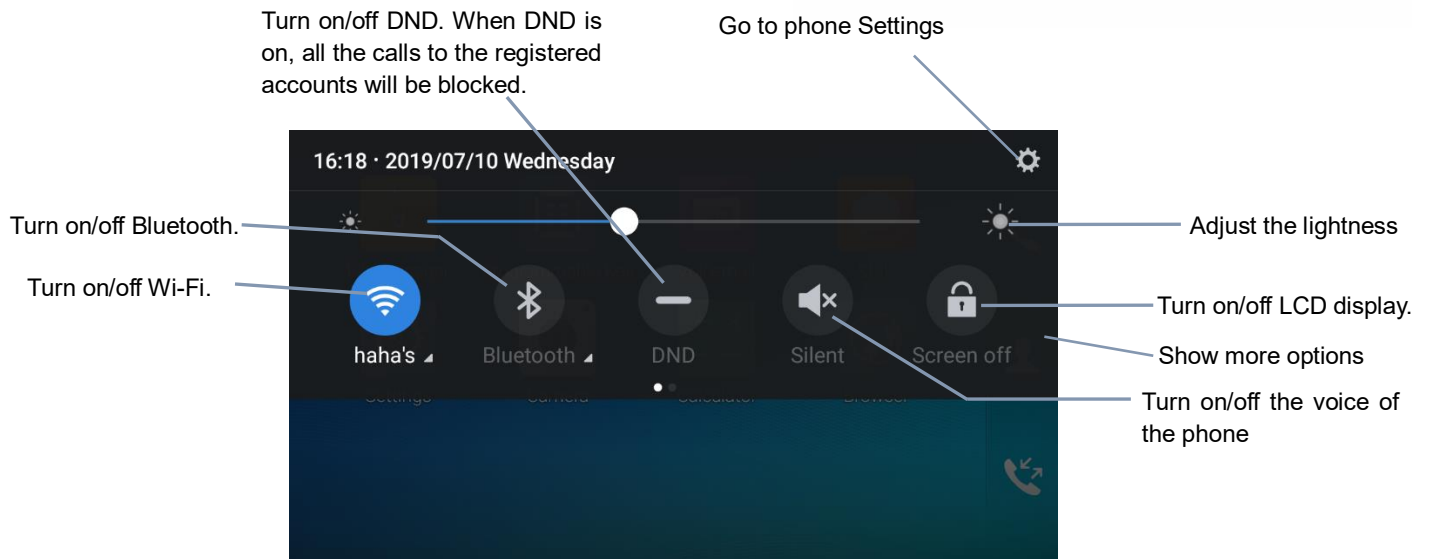 Turn on/off DND. When DND is
on, all the calls to the registered
accounts will be blocked.
Go to phone Settings
16:18 · 2019/07/10 Wednesday
Turn on/off Bluetooth.
Adjust the lightness
Turn on/off Wi-Fi.
Turn on/off LCD display.
haha's
Bluetooth
DND
Silent
Screen off
Show more options
Settings
Camera
Calculator
Browser
Turn on/off the voice of
the phone